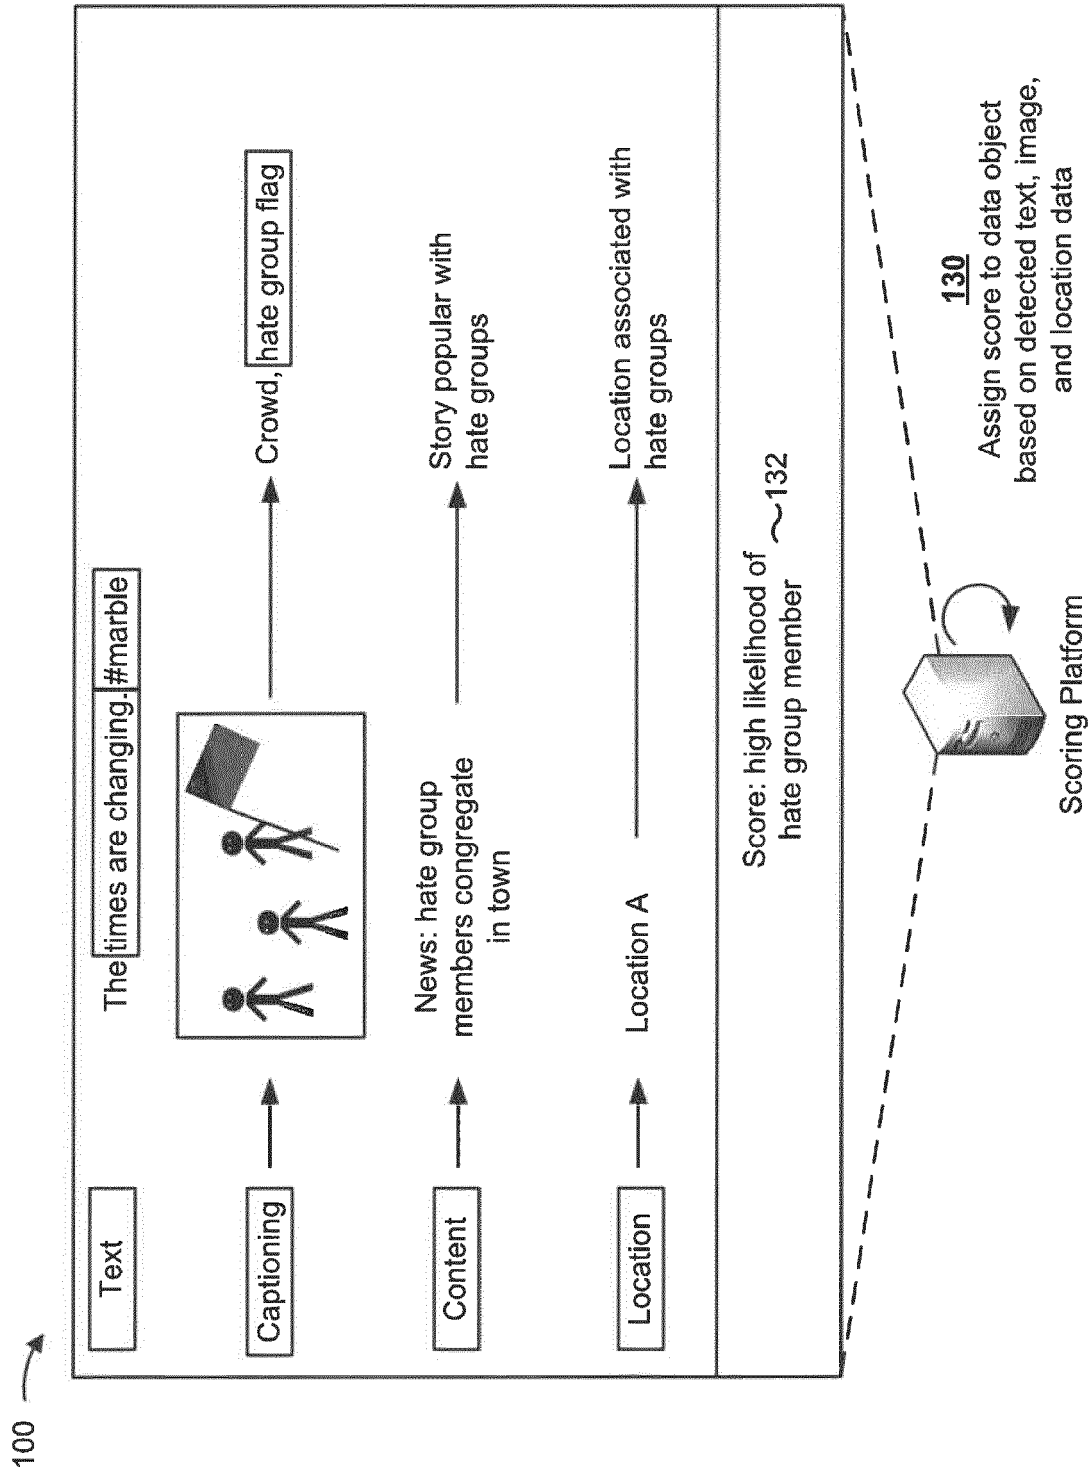 100
Text
The times are changing. #marble
Captioning
Crowd, hate group flag
Content
News: hate group
members congregate
in town
Story popular with
hate groups
Location
Location A
Location associated with
hate groups
Score: high likelihood of
hate group member
132
Scoring Platform
130
Assign score to data object
based on detected text, image,
and location data